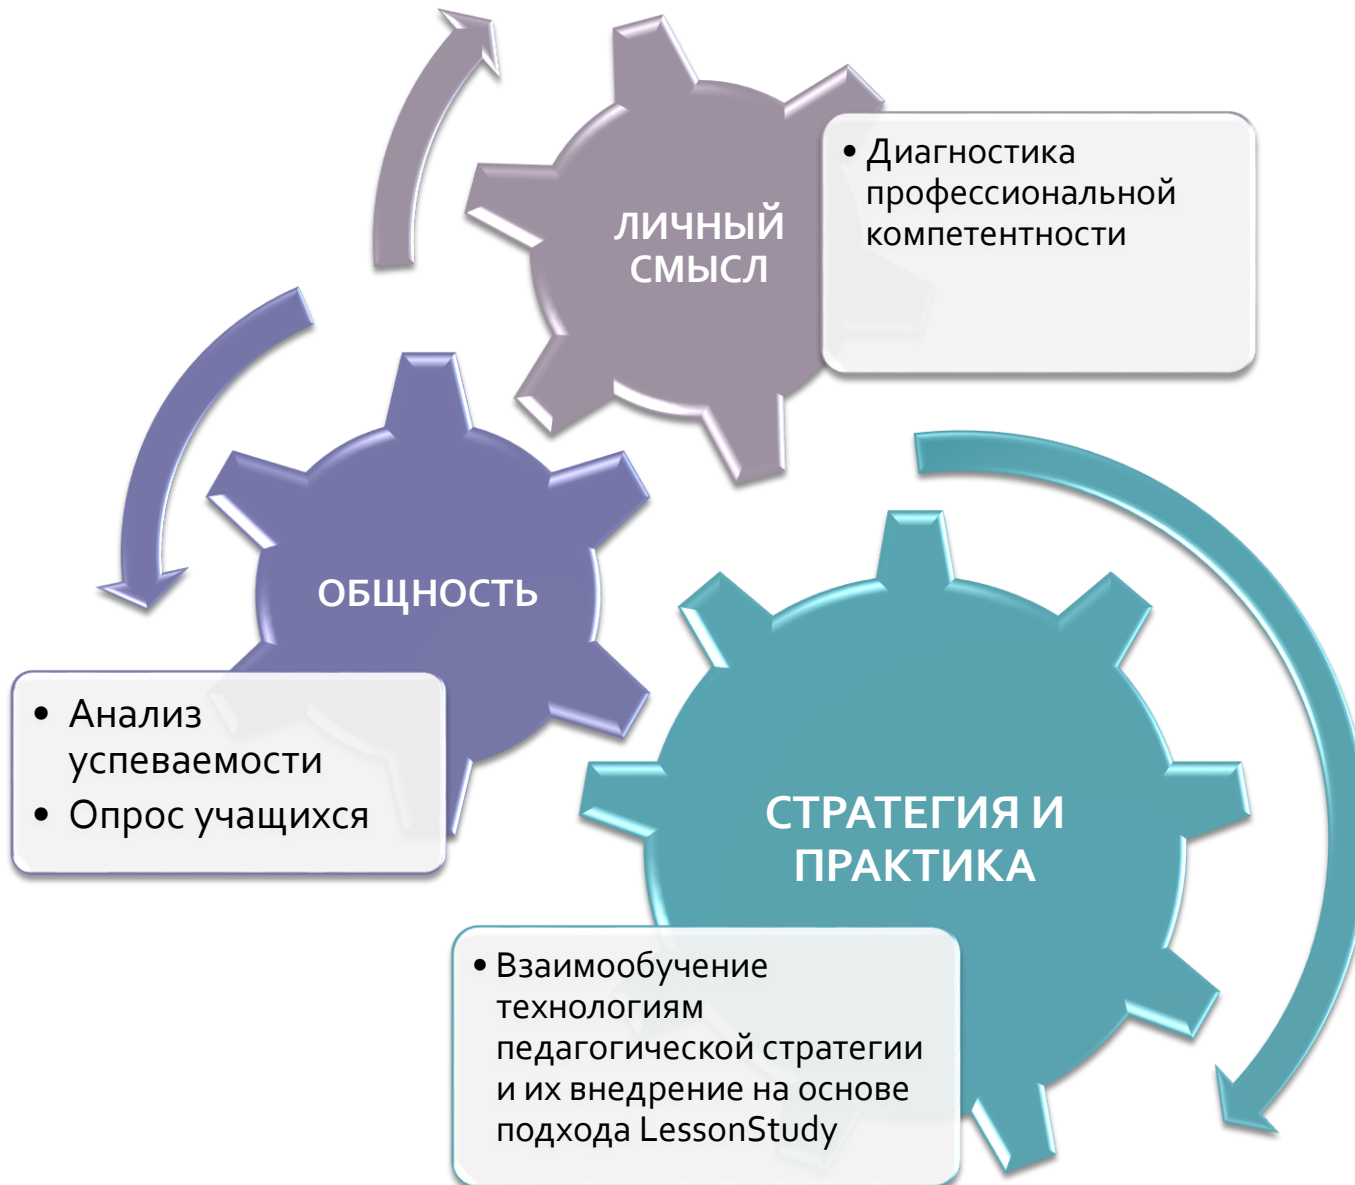 ЛИЧНЫЙ
СМЫСЛ
• Диагностика
профессиональной
компетентности
ОБЩНОСТЬ
• Анализ
успеваемости
• Опрос учащихся
СТРАТЕГИЯ И
ПРАКТИКА
• Взаимообучение
технологиям
педагогической стратегии
и их внедрение на основе
подхода LessonStudy